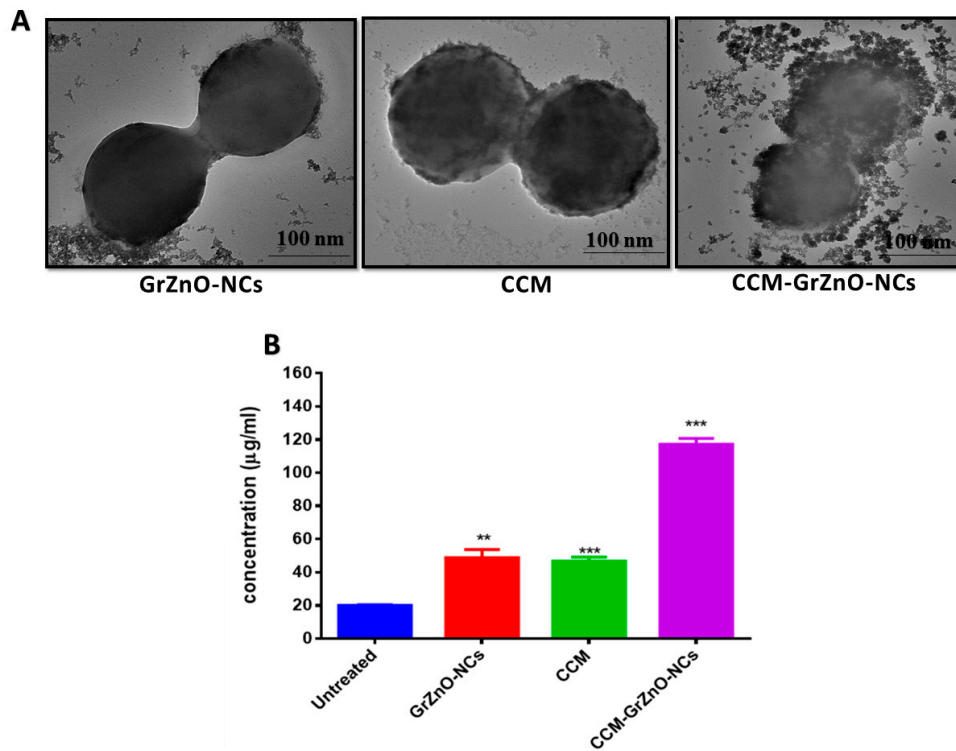 A
100 nm
100 nm
100 nm
GrZnO-NCs
CCM
CCM-GrZnO-NCs
B
concentration (µg/ml)
160
140
120
100
80
60
40
20
0
**
***
***
Untreated
GrZnO-NCs
CCM
CCM-GrZnO-NCs